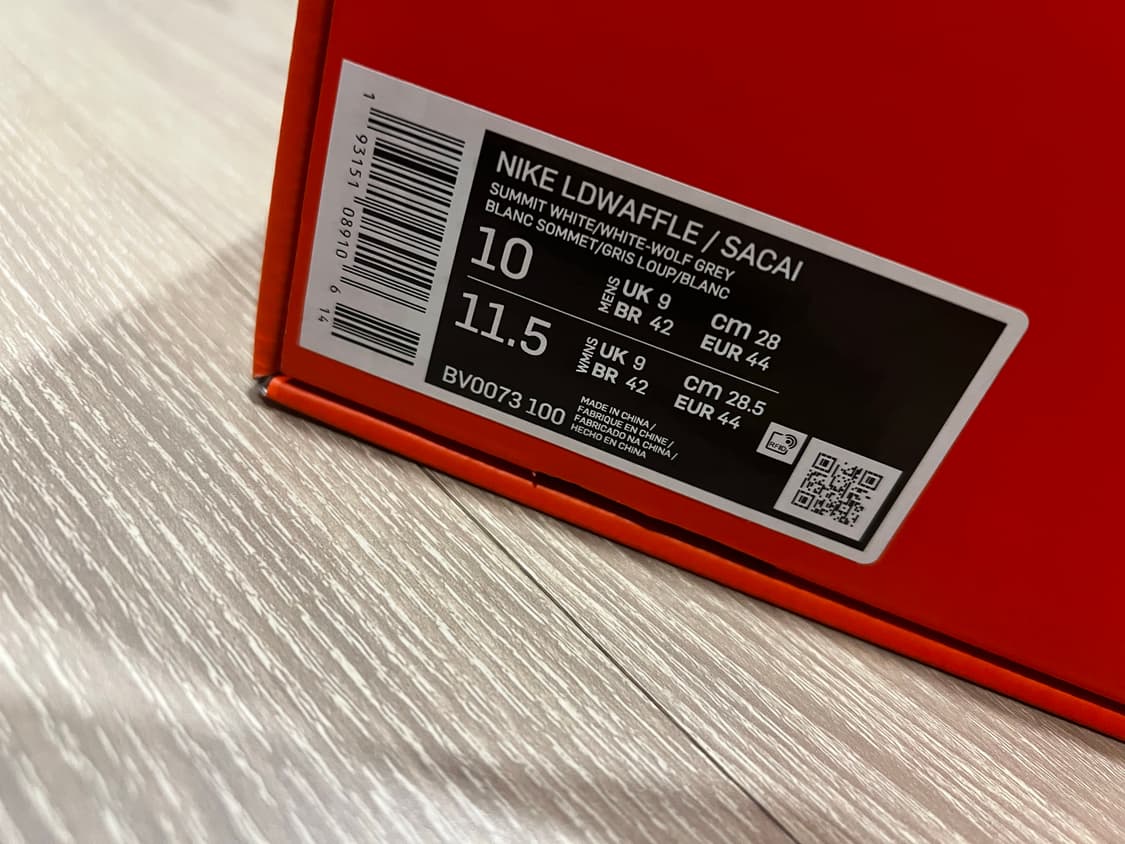 1 93151 08910 6 14
NIKE LDWAFFLE / SACAI
SUMMIT WHITE/WHITE-WOLF GREY
BLANC SOMMET/GRIS LOUP/BLANC
10 MENS UK 9 cm 28
BR 42 EUR 44
11.5 WMNS UK 9 cm 28.5
BR 42 EUR 44
BV0073 100
MADE IN CHINA /
FABRIQUE EN CHINE /
FABRICADO NA CHINA /
HECHO EN CHINA
RFID